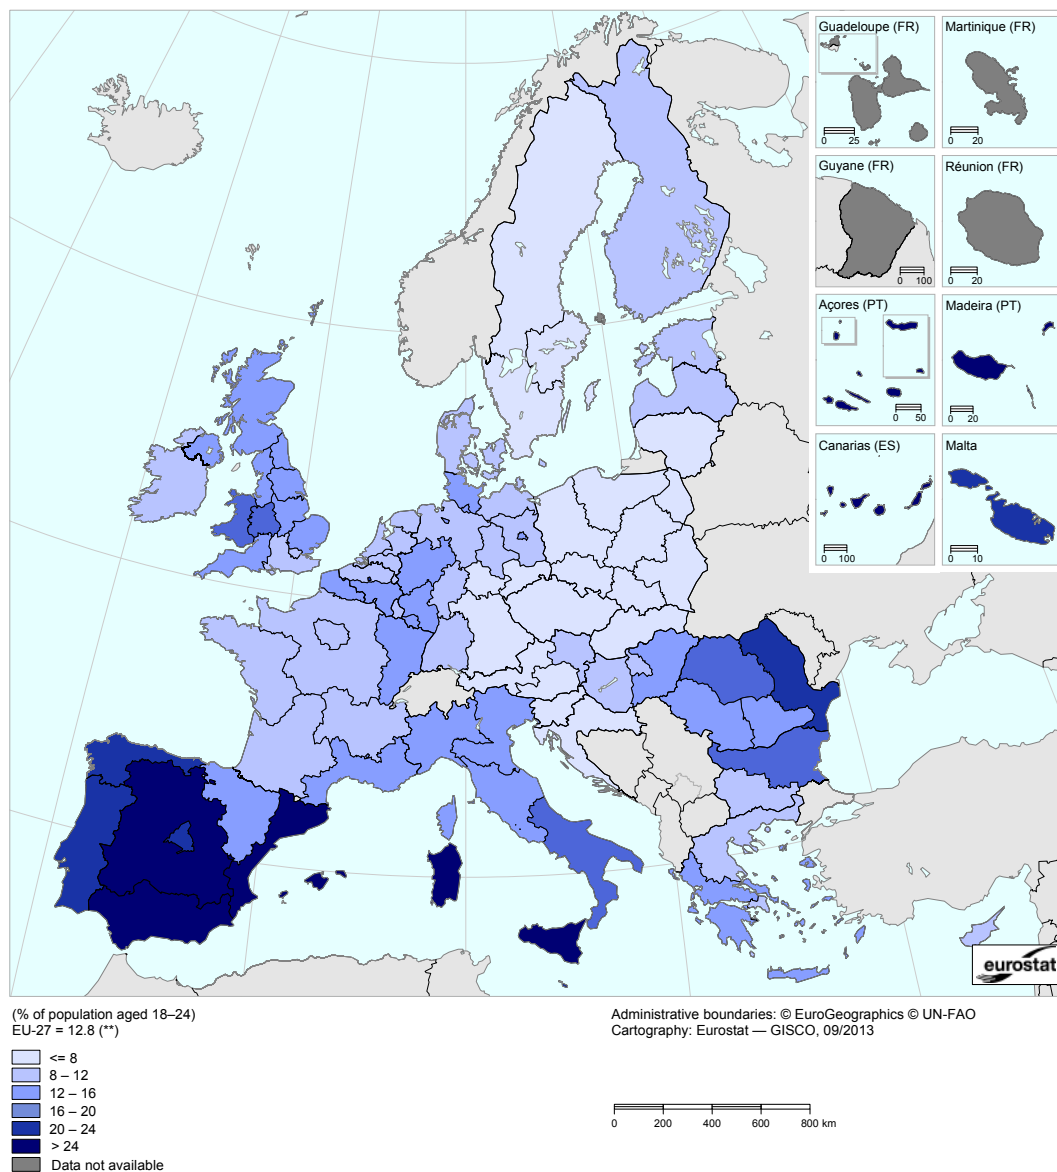 Guadeloupe (FR)
0 25
Martinique (FR)
0 20
Guyane (FR)
0 100
Réunion (FR)
0 20
Açores (PT)
0 50
Madeira (PT)
0 20
Canarias (ES)
0 100
Malta
0 10
eurostat
(% of population aged 18–24)
EU-27 = 12.8 (**)
<= 8
8 – 12
12 – 16
16 – 20
20 – 24
> 24
Data not available
Administrative boundaries: © EuroGeographics © UN-FAO
Cartography: Eurostat — GISCO, 09/2013
0 200 400 600 800 km